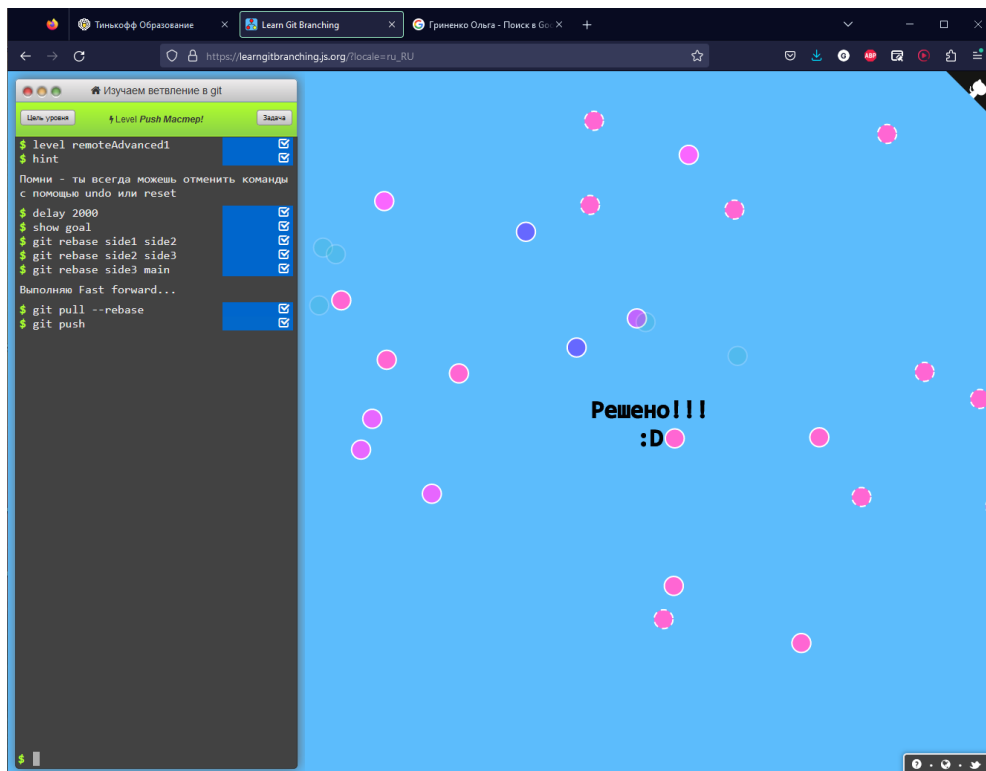 Тинькофф Образование
Learn Git Branching
Гриненко Ольга - Поиск в Goo
https://learngitbranching.js.org/?locale=ru_RU
G
ABP
Изучаем ветвление в git
Цель уровня
Level Push Мастер!
Задача
$ level remoteAdvanced1
$ hint
Помни - ты всегда можешь отменить команды
с помощью undo или reset
$ delay 2000
$ show goal
$ git rebase side1 side2
$ git rebase side2 side3
$ git rebase side3 main
Выполняю Fast forward...
$ git pull --rebase
$ git push
Решено!!!
:D
$